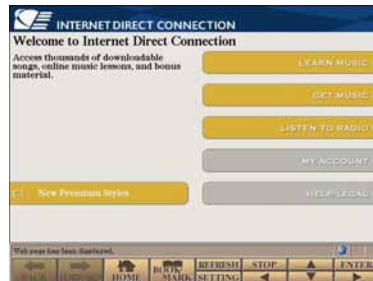 INTERNET DIRECT CONNECTION
Welcome to Internet Direct Connection
Access thousands of downloadable
songs, online music lessons, and bonus
material.
LEARN MUSIC
GET MUSIC
LISTEN TO RADIO
MY ACCOUNT
New Premium Styles
HELP/LEGAL
Web page has been displayed.
BACK FORWARD HOME BOOK MARK REFRESH STOP ENTER
SETTING